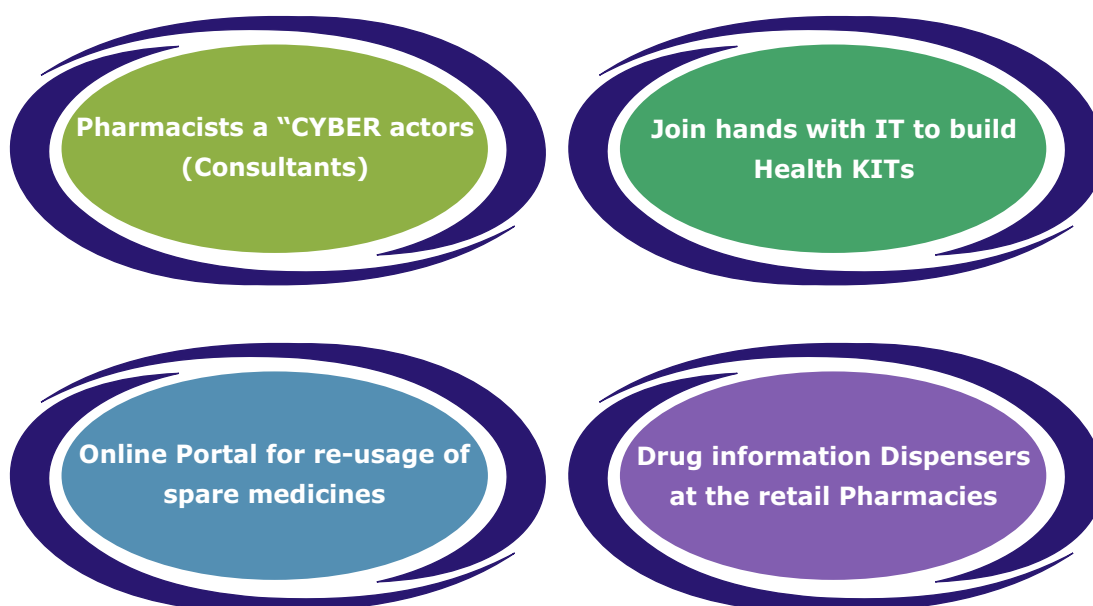 Pharmacists a “CYBER actors
(Consultants)
Join hands with IT to build
Health KITs
Online Portal for re-usage of
spare medicines
Drug information Dispensers
at the retail Pharmacies